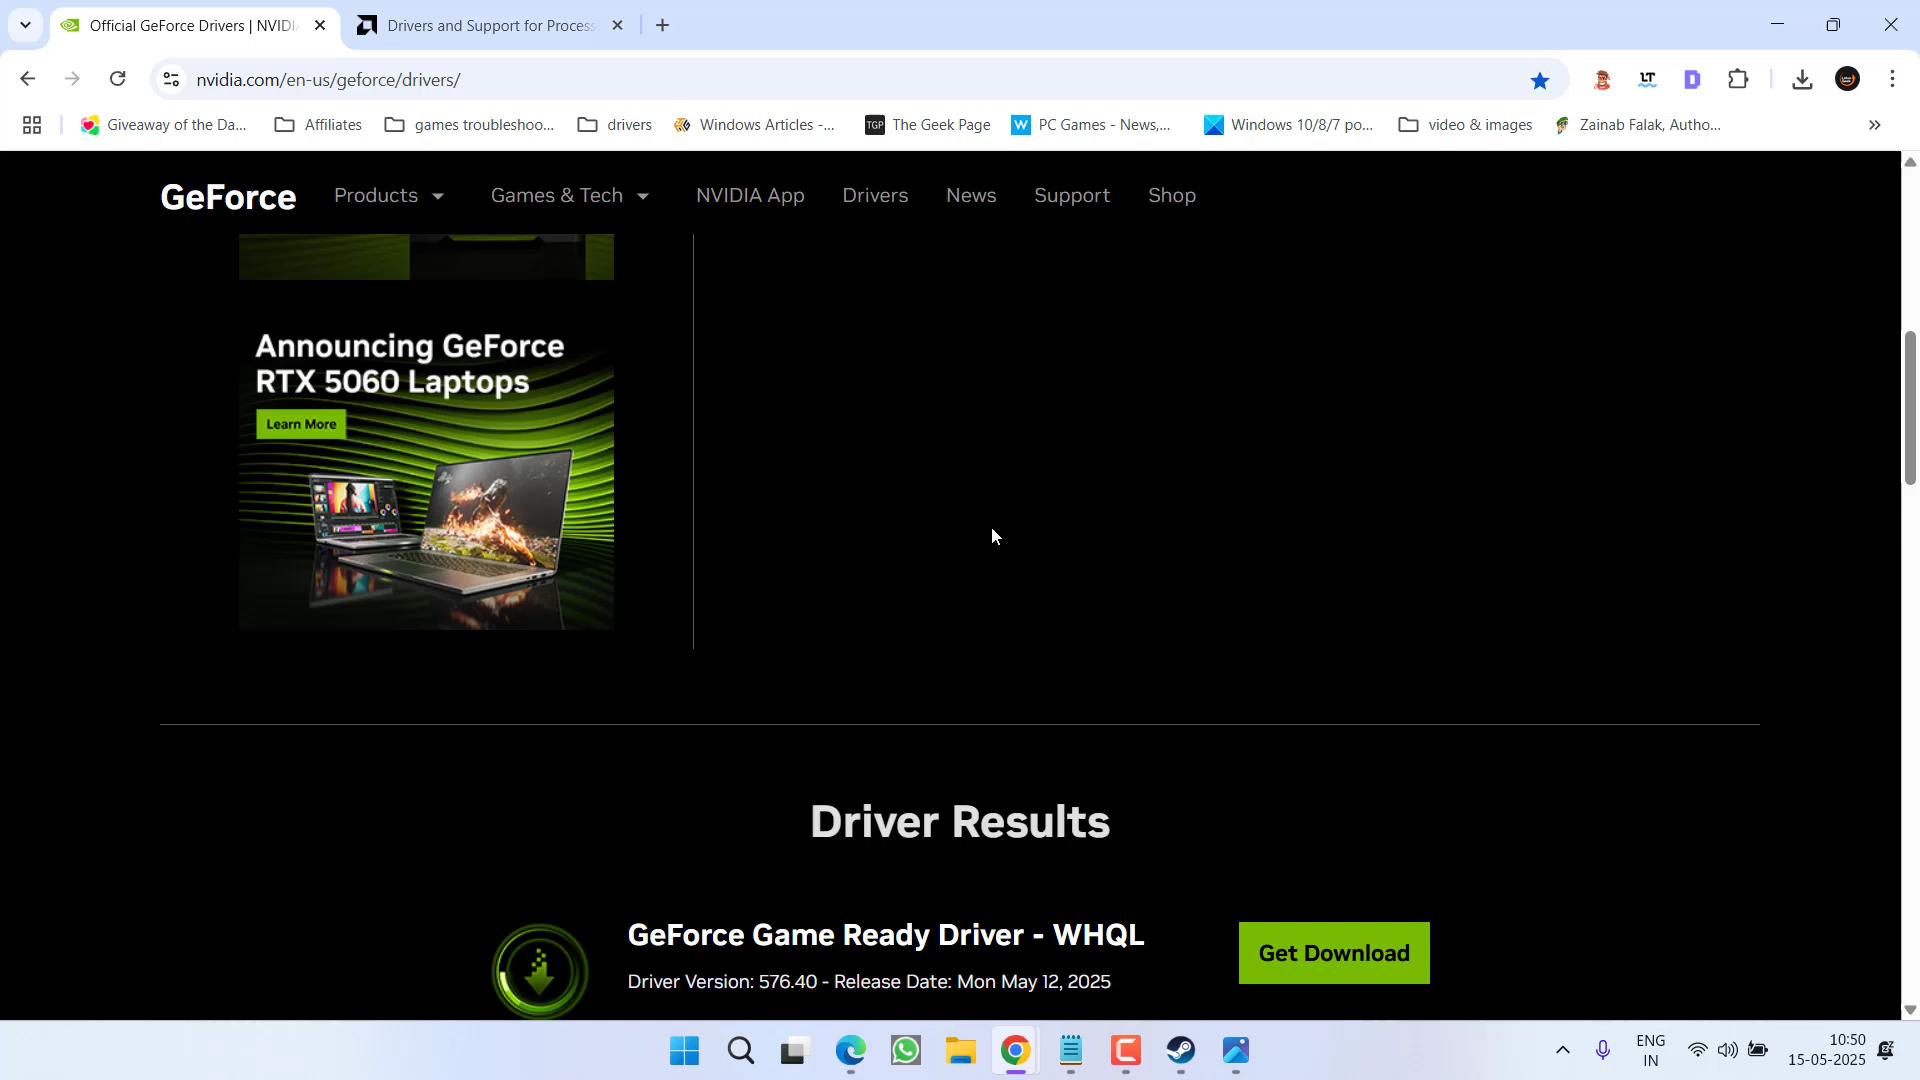 Official GeForce Drivers | NVIDI
Drivers and Support for Process
nvidia.com/en-us/geforce/drivers/
Giveaway of the Da...
Affiliates
games troubleshoo...
drivers
Windows Articles -...
TGP
The Geek Page
W
PC Games - News,...
Windows 10/8/7 po...
video & images
Zainab Falak, Autho...
GeForce
Products
Games & Tech
NVIDIA App
Drivers
News
Support
Shop
Announcing GeForce
RTX 5060 Laptops
Learn More
Driver Results
GeForce Game Ready Driver - WHQL
Driver Version: 576.40 - Release Date: Mon May 12, 2025
Get Download
ENG
IN
10:50
15-05-2025